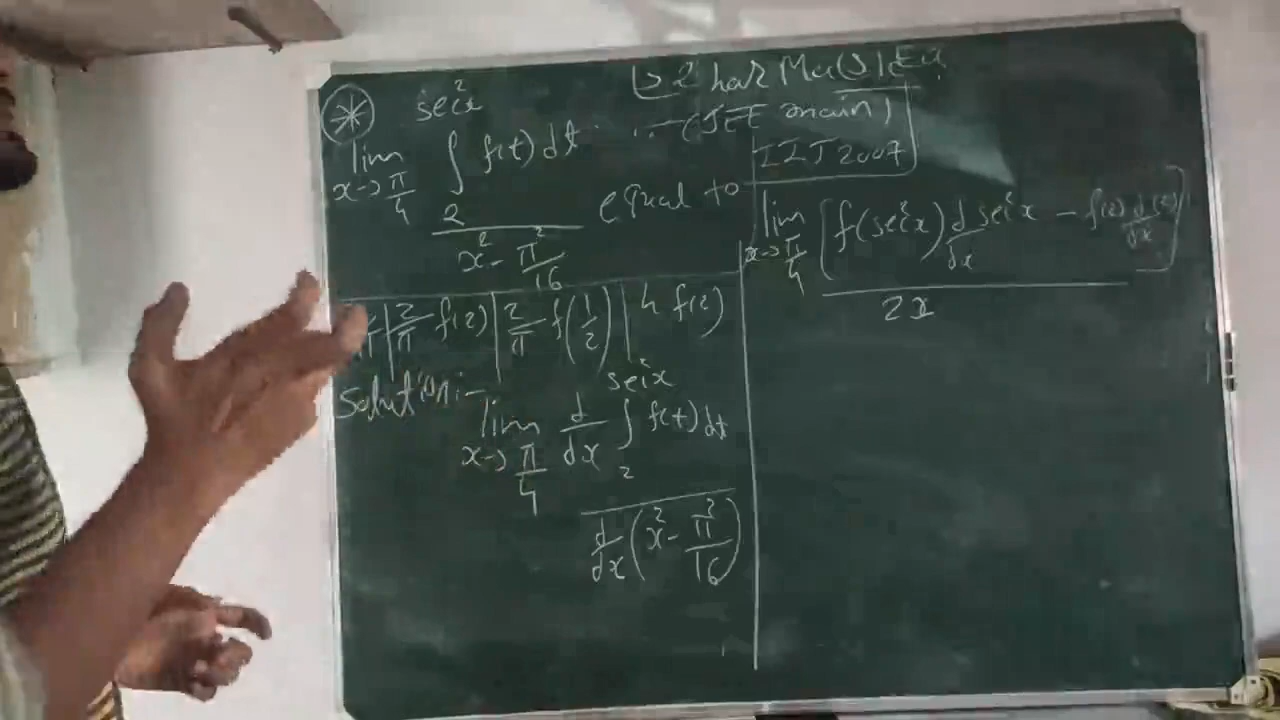 sec²x
lim ∫ f(t) dt
x→π/4 2
x² - π²/16
equal to
(JEE main)
IIT 2007
2/π f(2) | 2/π f(1/2) | 4 f(2)
Solution:-
lim d/dx ∫ f(t) dt
x→π/4 2 sec²x
d/dx (x² - π²/16)
lim [f(sec²x) d/dx sec²x - f(2) d/dx (2)]
x→π/4
2x